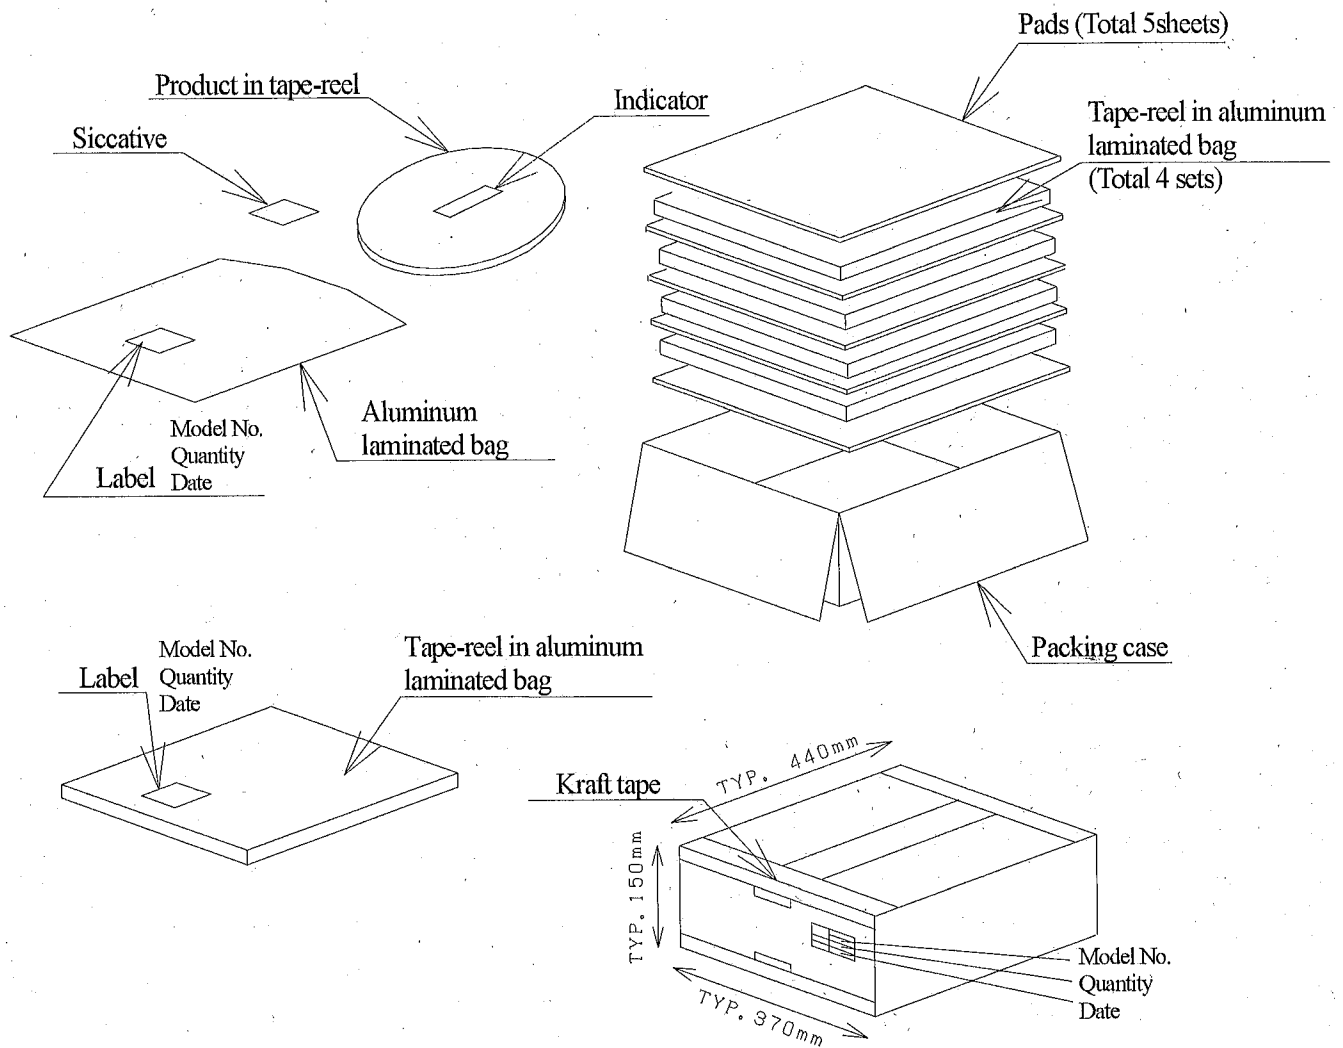 Pads (Total 5sheets)
Product in tape-reel
Indicator
Tape-reel in aluminum
laminated bag
(Total 4 sets)
Siccative
Aluminum
laminated bag
Model No.
Quantity
Label Date
Packing case
Model No.
Label Quantity
Date
Tape-reel in aluminum
laminated bag
TYP. 440mm
Kraft tape
TYP. 150mm
Model No.
Quantity
Date
TYP. 370mm